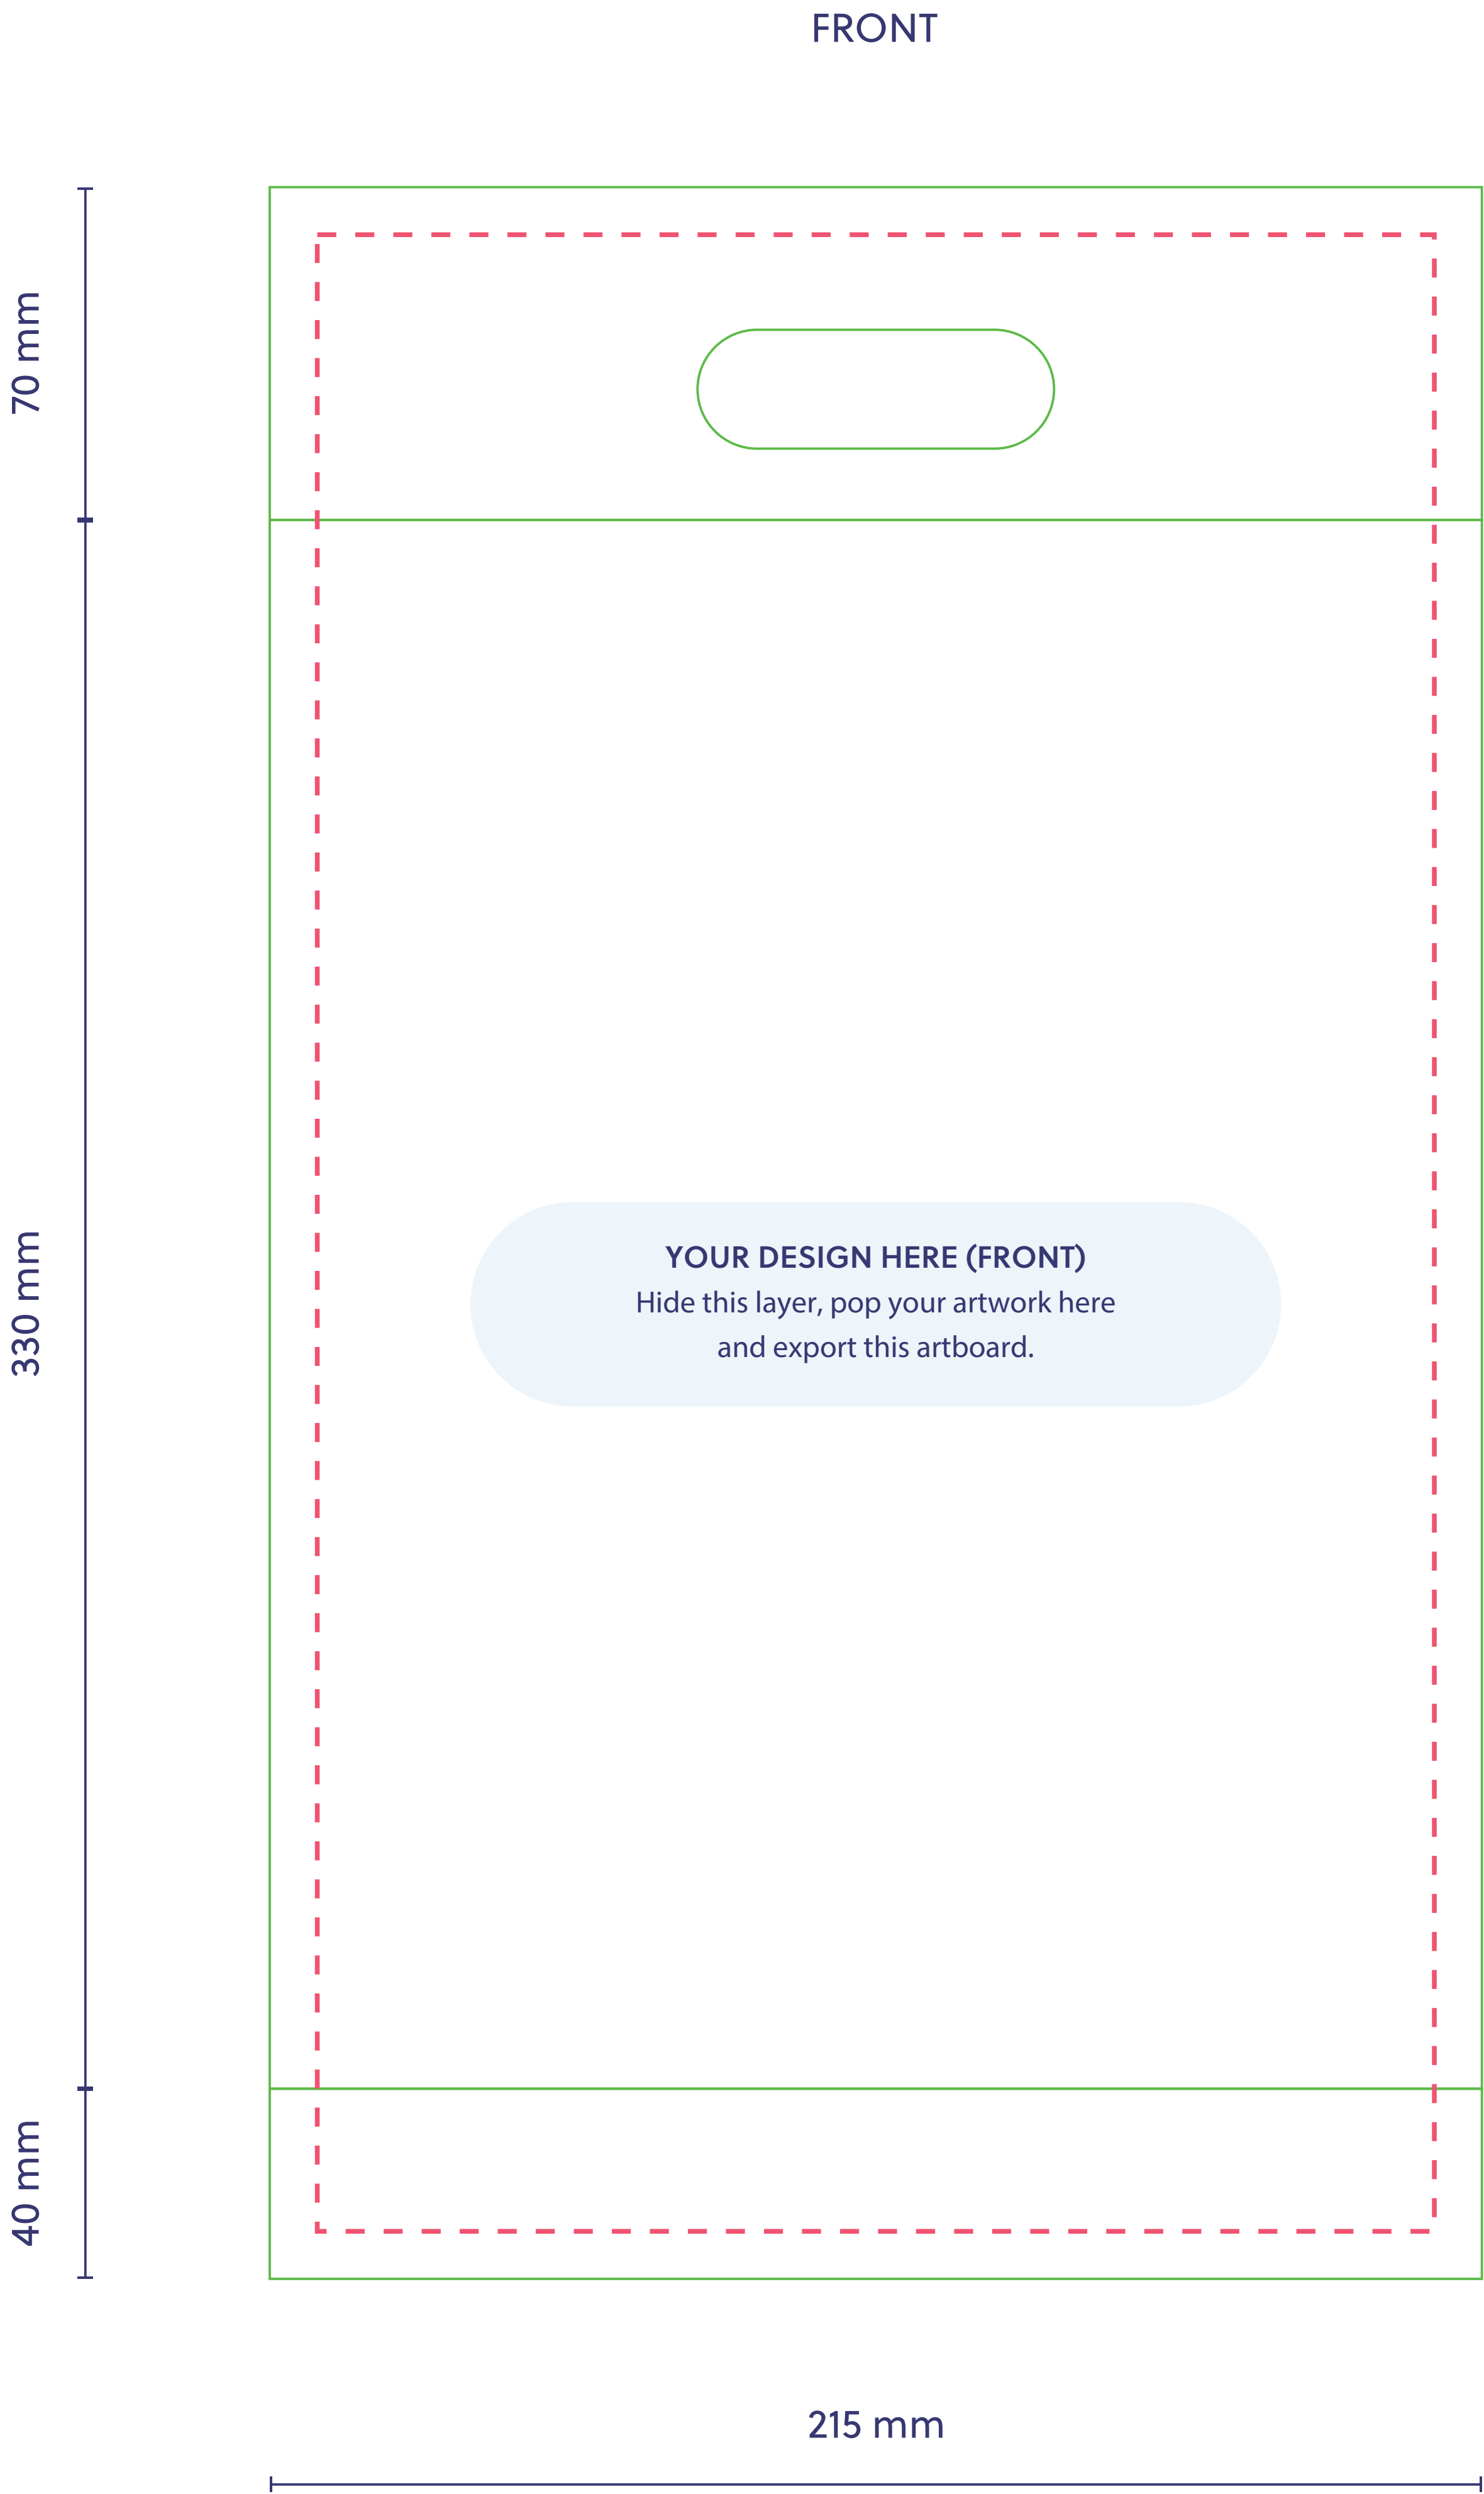 FRONT
70 mm
330 mm
YOUR DESIGN HERE (FRONT)
Hide this layer, pop your artwork here
and export this artboard.
40 mm
215 mm